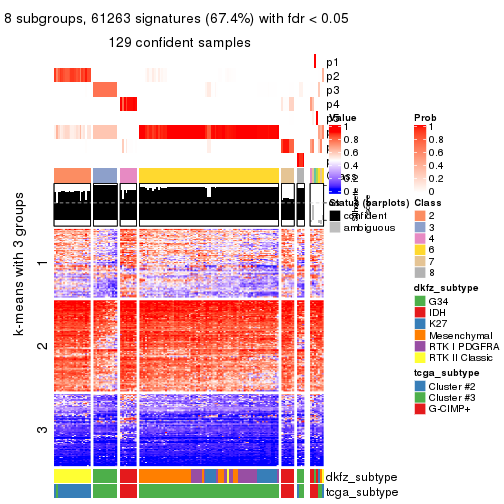 8 subgroups, 61263 signatures (67.4%) with fdr < 0.05
129 confident samples
p1
p2
p3
p4
Value
1
0.8
0.6
0.4
0.2
0
Prob
1
0.8
0.6
0.4
0.2
0
Status (barplots)
confident
ambiguous
Class
2
3
4
6
7
8
dkfz_subtype
G34
IDH
K27
Mesenchymal
RTK I PDGFRA
RTK II Classic
tcga_subtype
Cluster #2
Cluster #3
G-CIMP+
k-means with 3 groups
1
2
3
dkfz_subtype
tcga_subtype